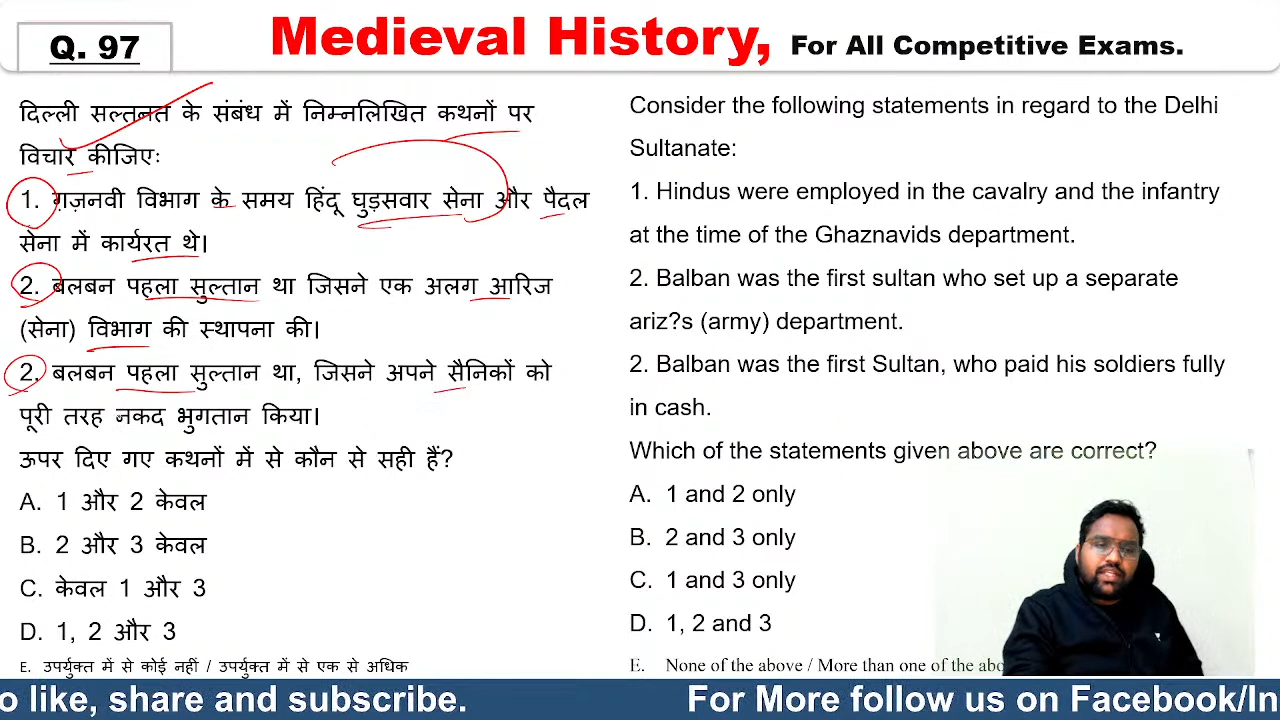 Q. 97
Medieval History, For All Competitive Exams.
दिल्ली सल्तनत के संबंध में निम्नलिखित कथनों पर
विचार कीजिए:
1. ग़ज़नवी विभाग के समय हिंदू घुड़सवार सेना और पैदल
सेना में कार्यरत थे।
2. बलबन पहला सुल्तान था जिसने एक अलग आरिज
(सेना) विभाग की स्थापना की।
2. बलबन पहला सुल्तान था, जिसने अपने सैनिकों को
पूरी तरह नकद भुगतान किया।
ऊपर दिए गए कथनों में से कौन से सही हैं?
A. 1 और 2 केवल
B. 2 और 3 केवल
C. केवल 1 और 3
D. 1, 2 और 3
E. उपर्युक्त में से कोई नहीं / उपर्युक्त में से एक से अधिक
Consider the following statements in regard to the Delhi
Sultanate:
1. Hindus were employed in the cavalry and the infantry
at the time of the Ghaznavids department.
2. Balban was the first sultan who set up a separate
ariz?s (army) department.
2. Balban was the first Sultan, who paid his soldiers fully
in cash.
Which of the statements given above are correct?
A. 1 and 2 only
B. 2 and 3 only
C. 1 and 3 only
D. 1, 2 and 3
E. None of the above / More than one of the abo
o like, share and subscribe. For More follow us on Facebook/In